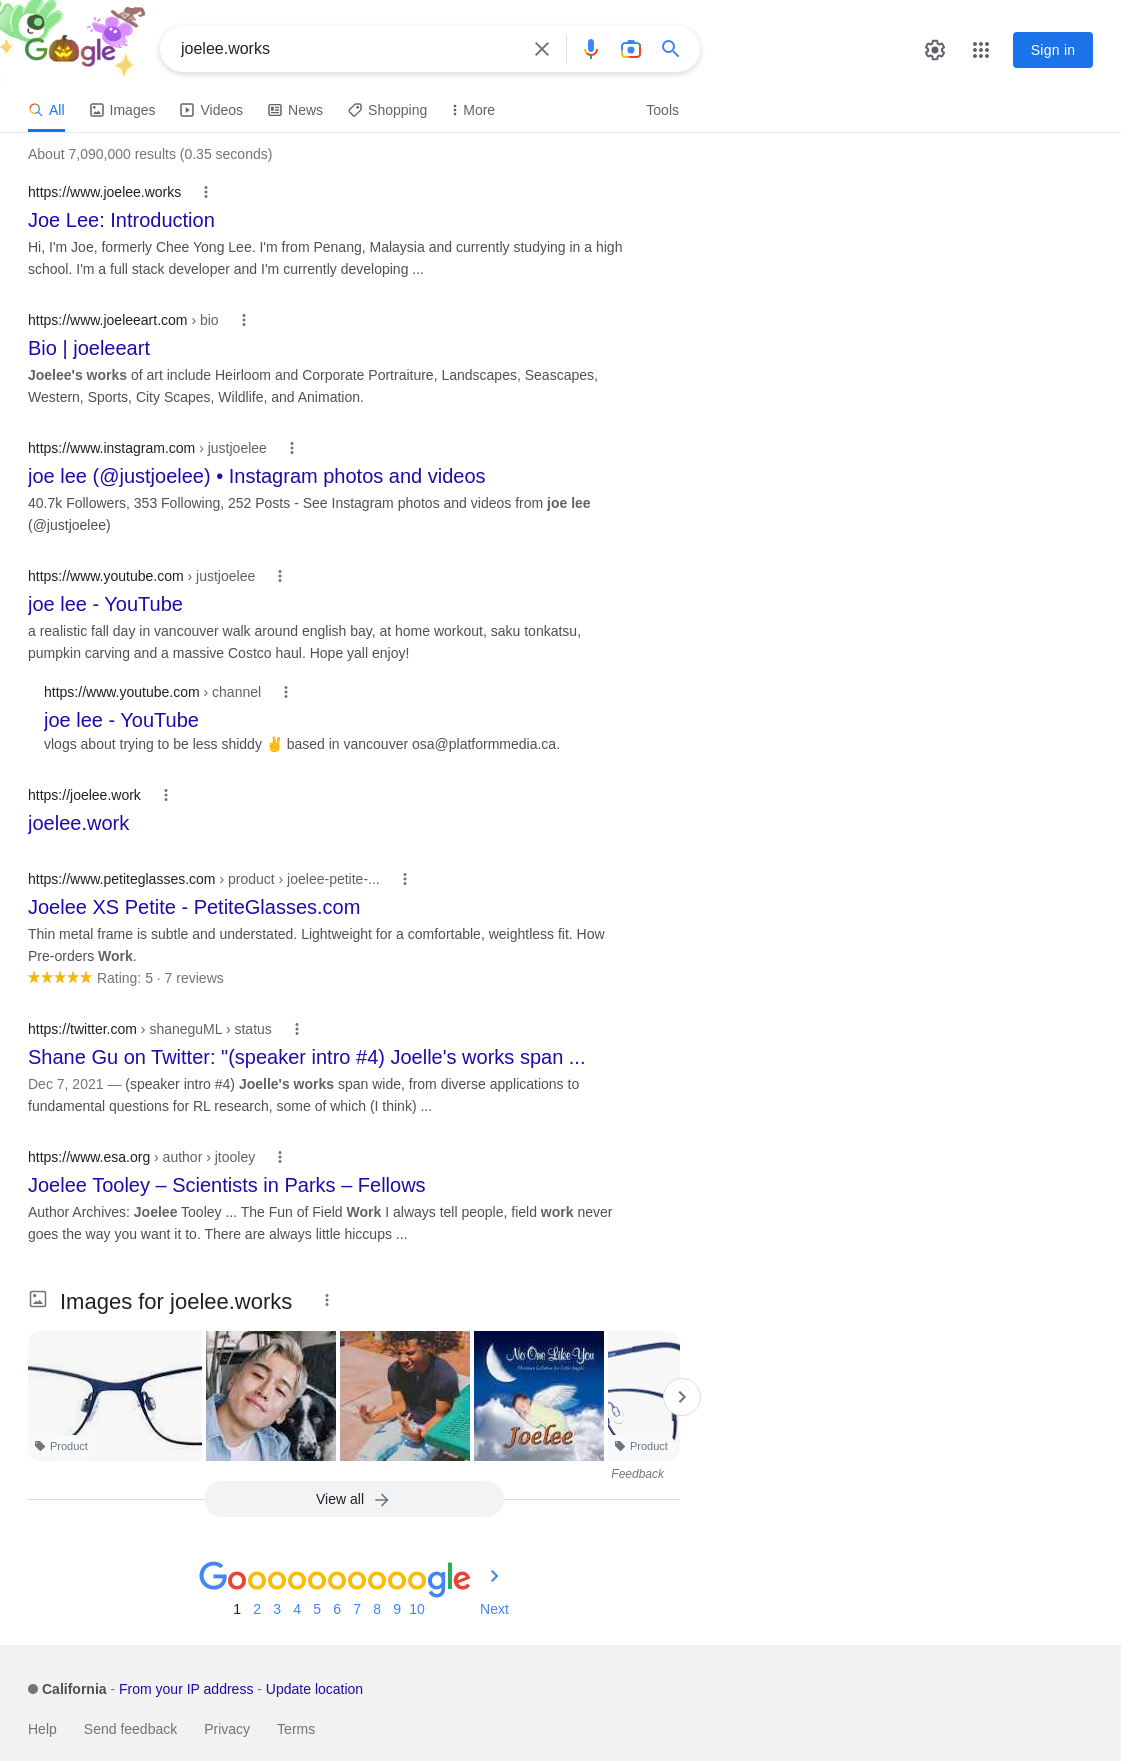 Google
joelee.works
Sign in
All
Images
Videos
News
Shopping
More
Tools
About 7,090,000 results (0.35 seconds)
https://www.joelee.works
Joe Lee: Introduction
Hi, I'm Joe, formerly Chee Yong Lee. I'm from Penang, Malaysia and currently studying in a high
school. I'm a full stack developer and I'm currently developing ...
https://www.joeleeart.com › bio
Bio | joeleeart
Joelee's works of art include Heirloom and Corporate Portraiture, Landscapes, Seascapes,
Western, Sports, City Scapes, Wildlife, and Animation.
https://www.instagram.com › justjoelee
joe lee (@justjoelee) • Instagram photos and videos
40.7k Followers, 353 Following, 252 Posts - See Instagram photos and videos from joe lee
(@justjoelee)
https://www.youtube.com › justjoelee
joe lee - YouTube
a realistic fall day in vancouver walk around english bay, at home workout, saku tonkatsu,
pumpkin carving and a massive Costco haul. Hope yall enjoy!
https://www.youtube.com › channel
joe lee - YouTube
vlogs about trying to be less shiddy ✌ based in vancouver osa@platformmedia.ca.
https://joelee.work
joelee.work
https://www.petiteglasses.com › product › joelee-petite-...
Joelee XS Petite - PetiteGlasses.com
Thin metal frame is subtle and understated. Lightweight for a comfortable, weightless fit. How
Pre-orders Work.
Rating: 5 · 7 reviews
https://twitter.com › shaneguML › status
Shane Gu on Twitter: "(speaker intro #4) Joelle's works span ...
Dec 7, 2021 — (speaker intro #4) Joelle's works span wide, from diverse applications to
fundamental questions for RL research, some of which (I think) ...
https://www.esa.org › author › jtooley
Joelee Tooley – Scientists in Parks – Fellows
Author Archives: Joelee Tooley ... The Fun of Field Work I always tell people, field work never
goes the way you want it to. There are always little hiccups ...
Images for joelee.works
No One Like You
Joelee
Product
Product
Feedback
View all
Goooooooooogle
1 2 3 4 5 6 7 8 9 10 Next
California - From your IP address - Update location
Help
Send feedback
Privacy
Terms